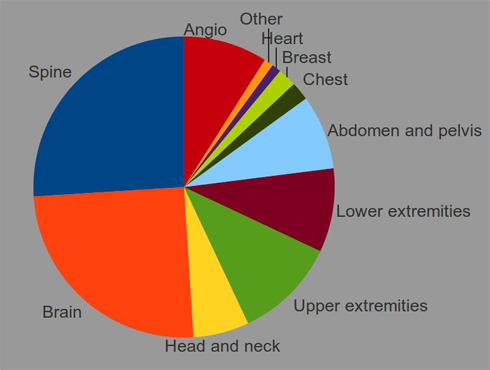 Other
Angio
Heart
Breast
Spine
Chest
Abdomen and pelvis
Lower extremities
Upper extremities
Brain
Head and neck